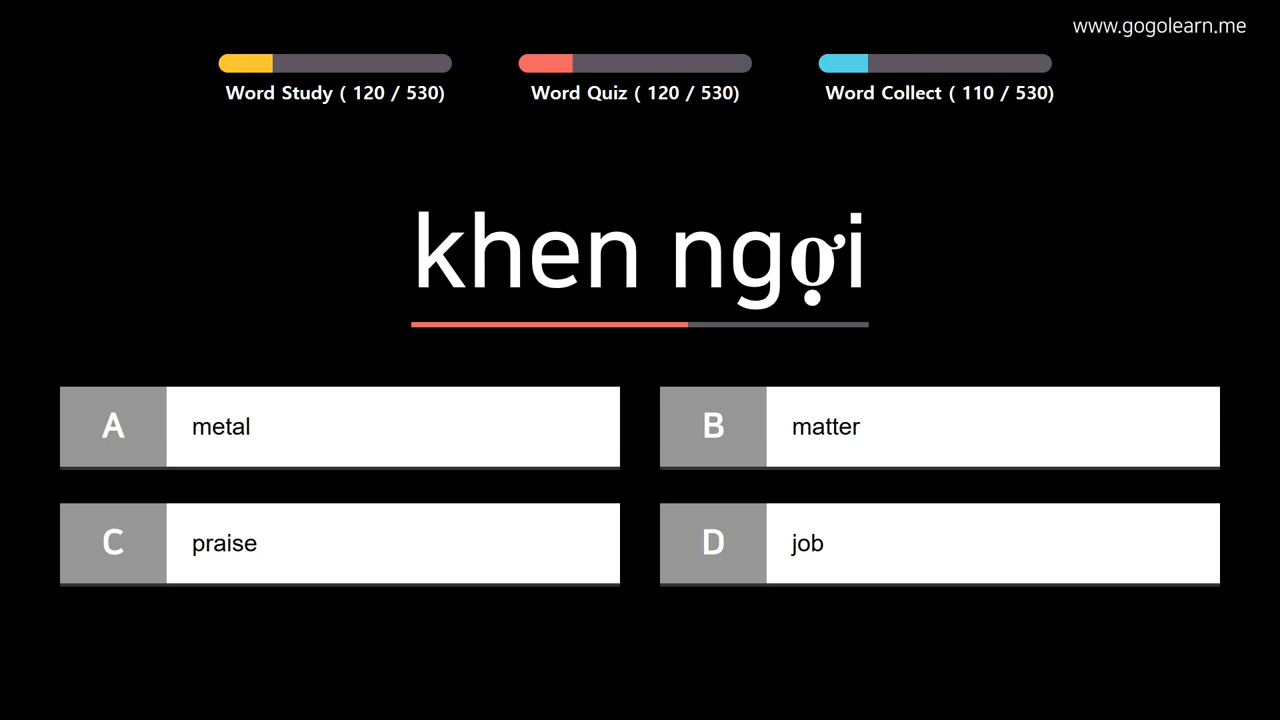 www.gogolearn.me
Word Study ( 120 / 530)
Word Quiz ( 120 / 530)
Word Collect ( 110 / 530)
khen ngợi
A metal
B matter
C praise
D job